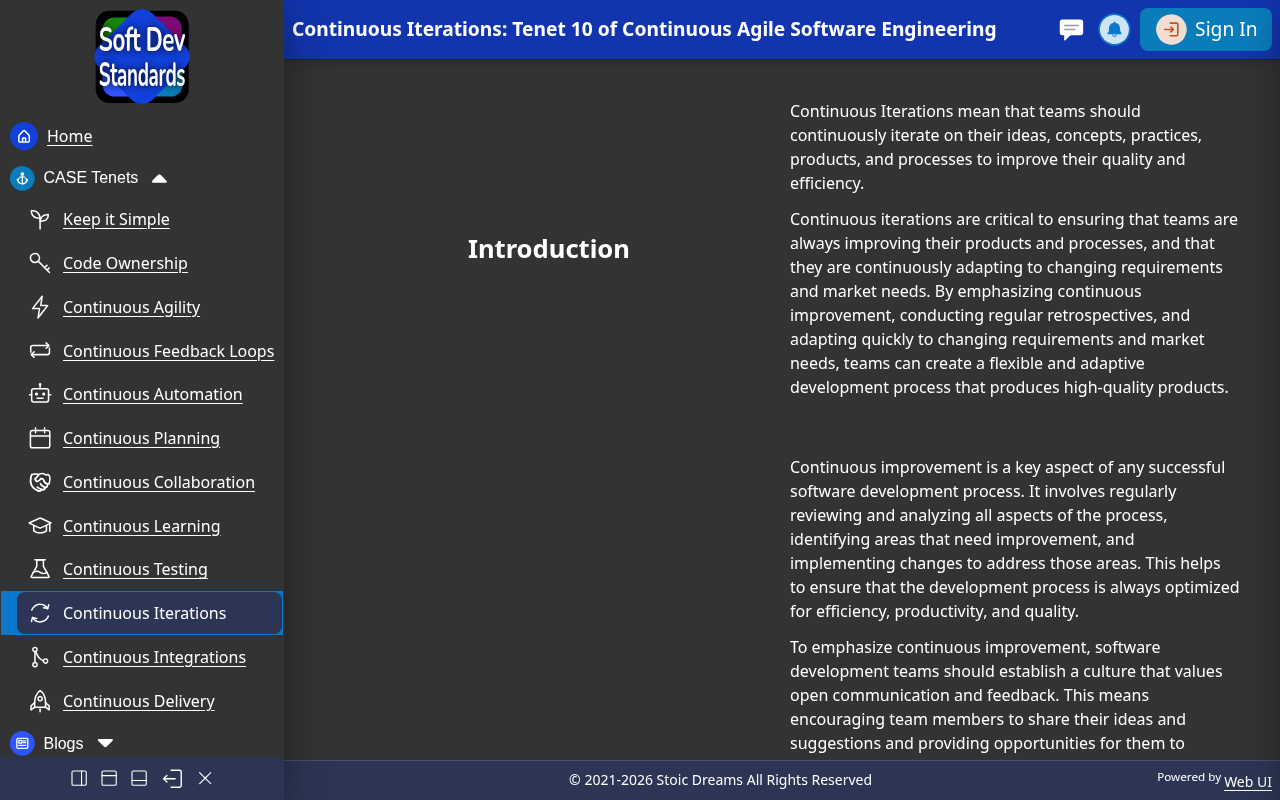 Soft Dev
Standards
Continuous Iterations: Tenet 10 of Continuous Agile Software Engineering
Sign In
Home
CASE Tenets
Keep it Simple
Code Ownership
Continuous Agility
Continuous Feedback Loops
Continuous Automation
Continuous Planning
Continuous Collaboration
Continuous Learning
Continuous Testing
Continuous Iterations
Continuous Integrations
Continuous Delivery
Blogs
Introduction
Continuous Iterations mean that teams should
continuously iterate on their ideas, concepts, practices,
products, and processes to improve their quality and
efficiency.
Continuous iterations are critical to ensuring that teams are
always improving their products and processes, and that
they are continuously adapting to changing requirements
and market needs. By emphasizing continuous
improvement, conducting regular retrospectives, and
adapting quickly to changing requirements and market
needs, teams can create a flexible and adaptive
development process that produces high-quality products.
Continuous improvement is a key aspect of any successful
software development process. It involves regularly
reviewing and analyzing all aspects of the process,
identifying areas that need improvement, and
implementing changes to address those areas. This helps
to ensure that the development process is always optimized
for efficiency, productivity, and quality.
To emphasize continuous improvement, software
development teams should establish a culture that values
open communication and feedback. This means
encouraging team members to share their ideas and
suggestions and providing opportunities for them to
© 2021-2026 Stoic Dreams All Rights Reserved
Powered by Web UI